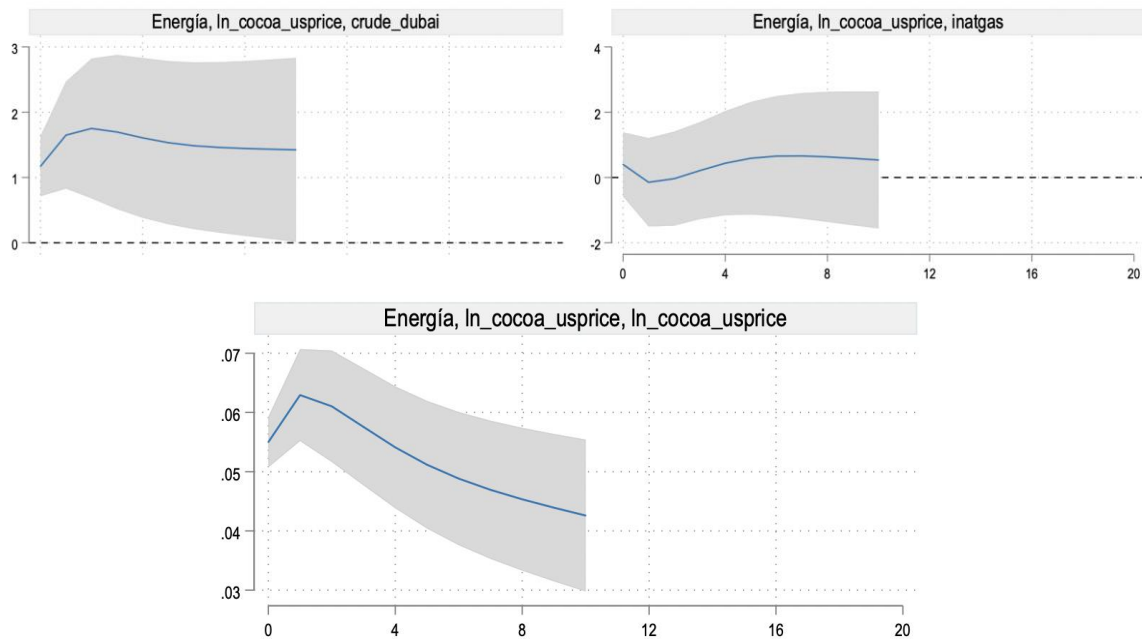 Energía, ln_cocoa_usprice, crude_dubai
3
2
1
0
Energía, ln_cocoa_usprice, inatgas
4
2
0
-2
0 4 8 12 16 20
Energía, ln_cocoa_usprice, ln_cocoa_usprice
.07
.06
.05
.04
.03
0 4 8 12 16 20